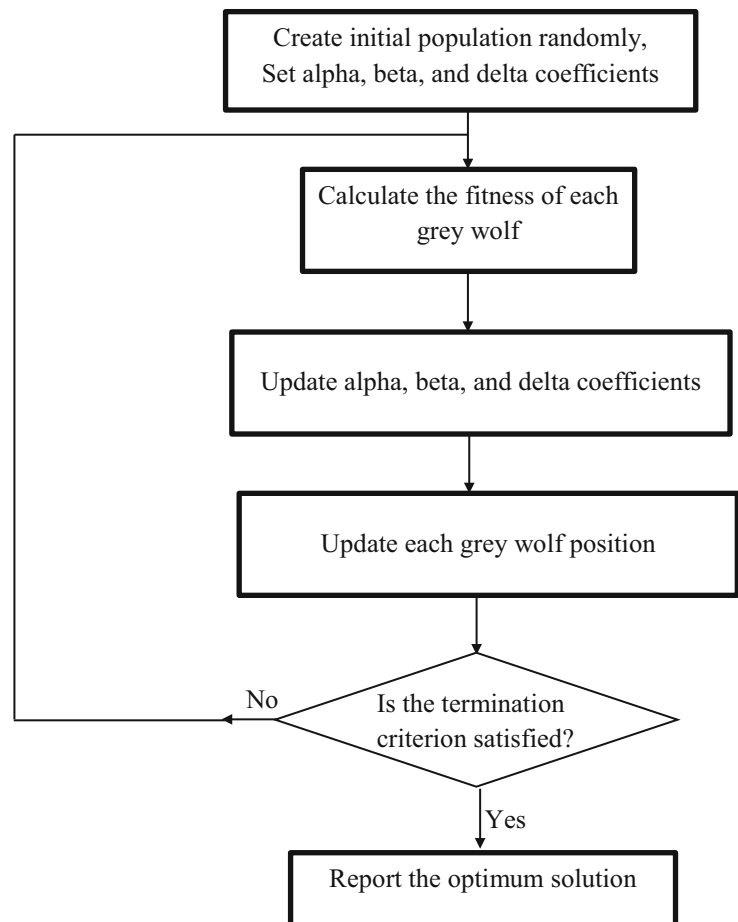 Create initial population randomly,
Set alpha, beta, and delta coefficients
Calculate the fitness of each
grey wolf
Update alpha, beta, and delta coefficients
Update each grey wolf position
No
Is the termination
criterion satisfied?
Yes
Report the optimum solution